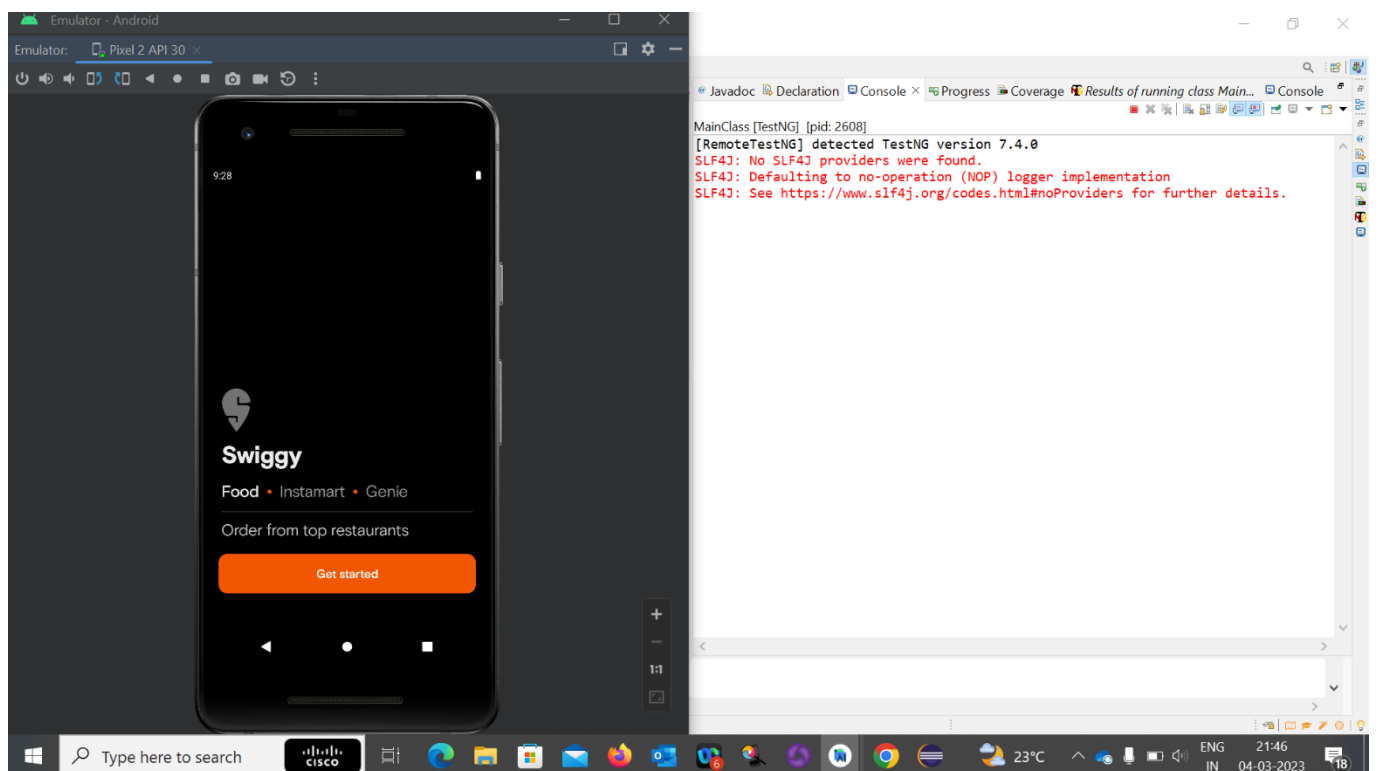 Emulator - Android
Emulator: Pixel 2 API 30
9:28
Swiggy
Food • Instamart • Genie
Order from top restaurants
Get started
1:1
Javadoc Declaration Console Progress Coverage Results of running class Main... Console
MainClass [TestNG] [pid: 2608]
[RemoteTestNG] detected TestNG version 7.4.0
SLF4J: No SLF4J providers were found.
SLF4J: Defaulting to no-operation (NOP) logger implementation
SLF4J: See https://www.slf4j.org/codes.html#noProviders for further details.
Type here to search
CISCO
6
23°C
ENG
IN
21:46
04-03-2023
18